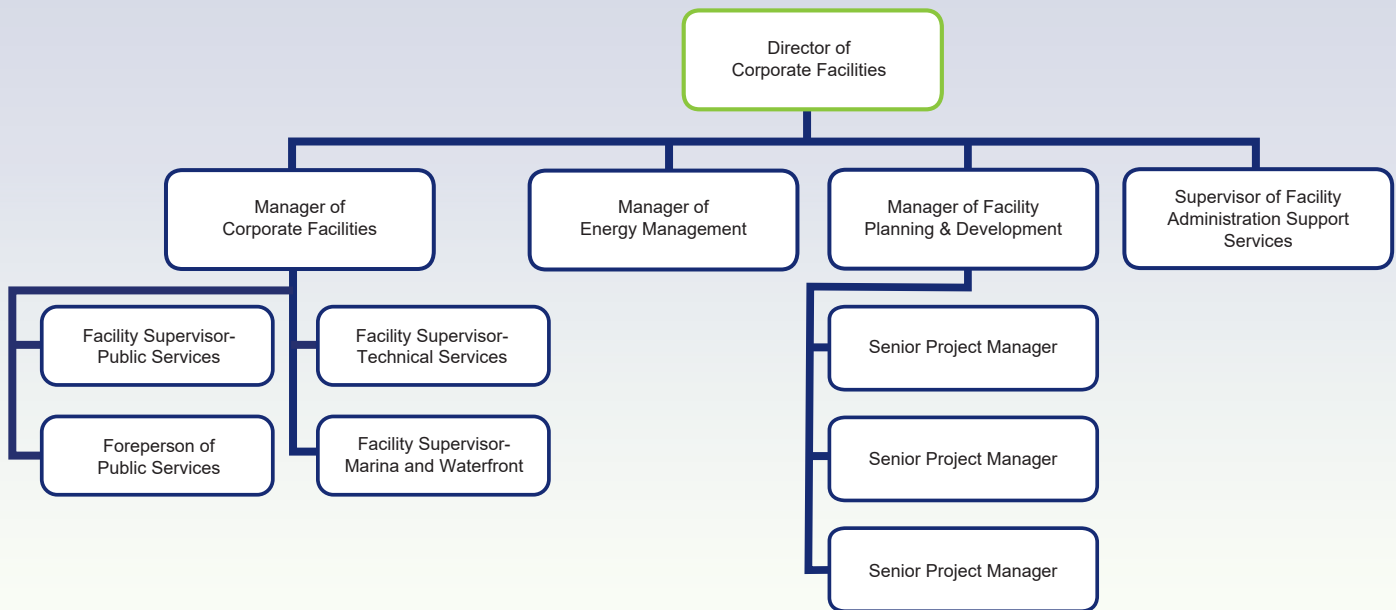 Director of
Corporate Facilities
Manager of
Corporate Facilities
Manager of
Energy Management
Manager of Facility
Planning & Development
Supervisor of Facility
Administration Support
Services
Facility Supervisor-
Public Services
Facility Supervisor-
Technical Services
Senior Project Manager
Foreperson of
Public Services
Facility Supervisor-
Marina and Waterfront
Senior Project Manager
Senior Project Manager